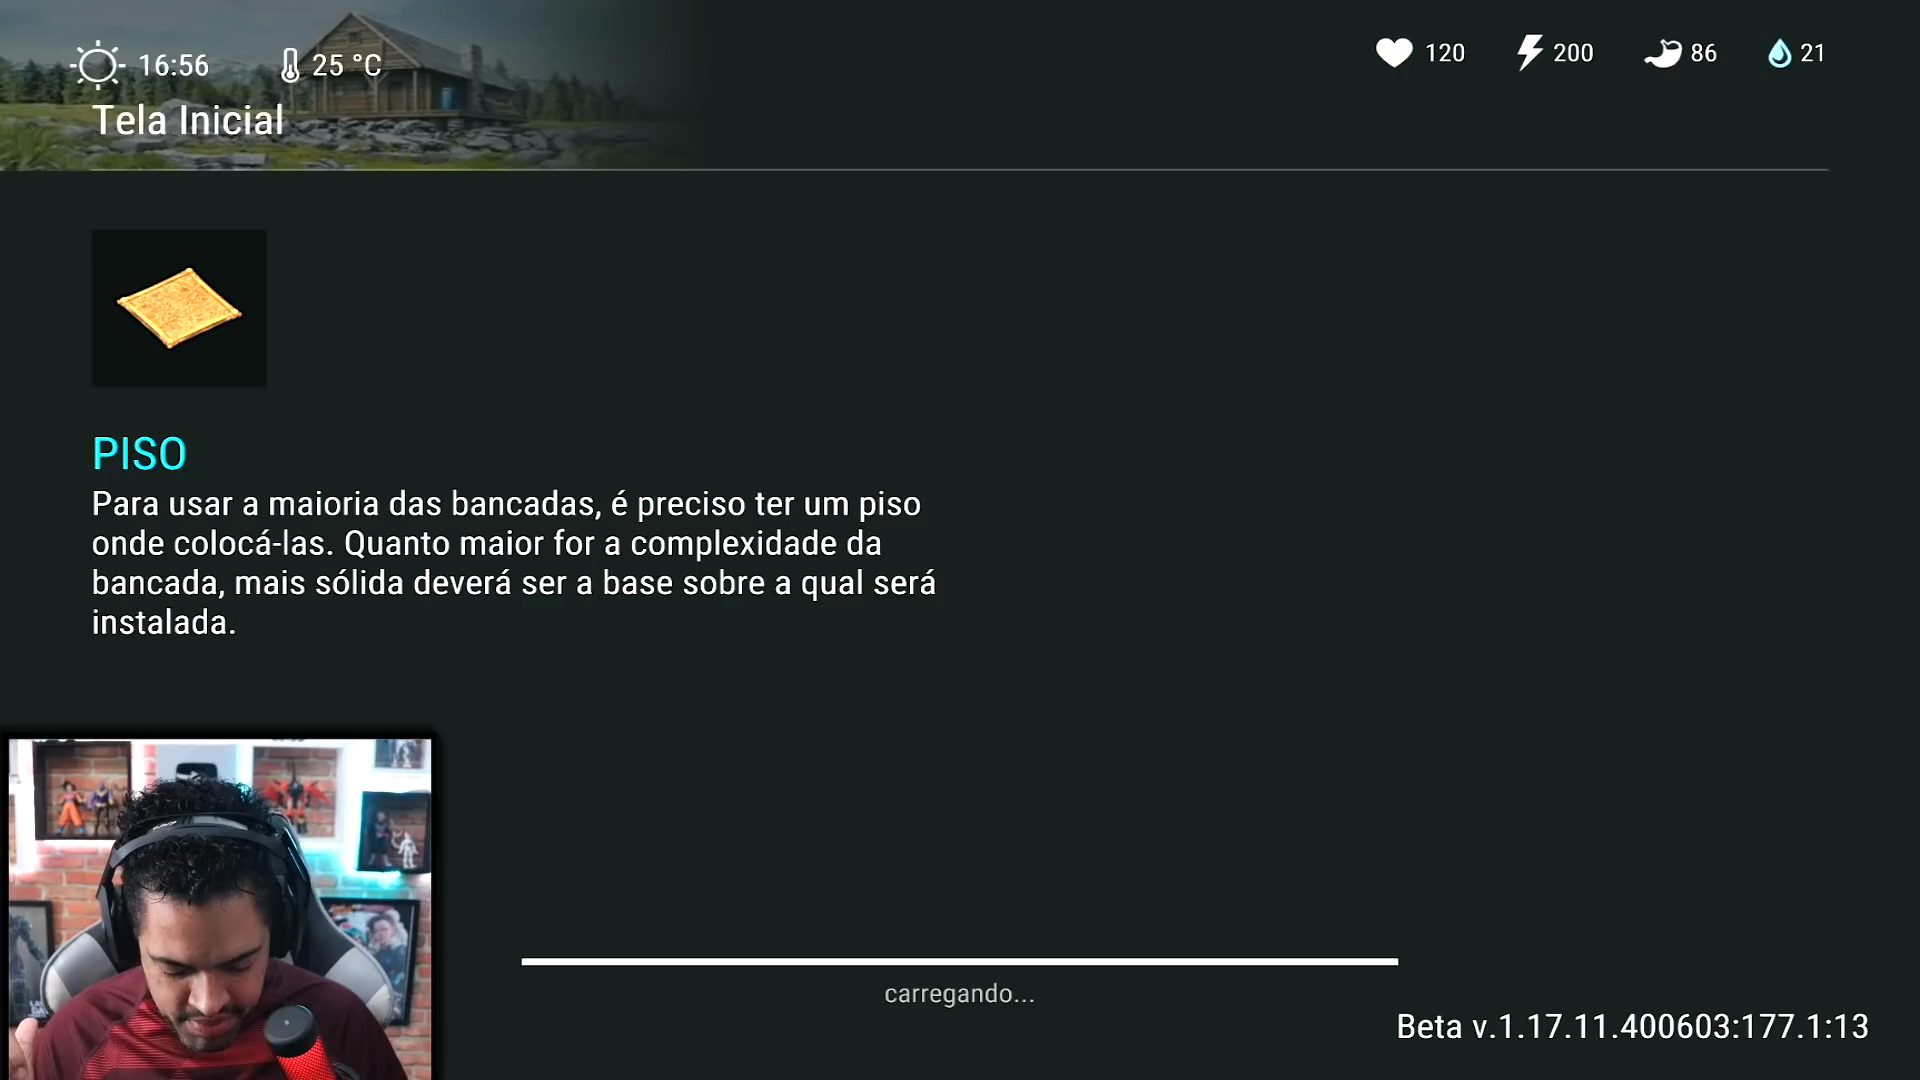 16:56 25 °C
120 200 86 21
Tela Inicial
PISO
Para usar a maioria das bancadas, é preciso ter um piso
onde colocá-las. Quanto maior for a complexidade da
bancada, mais sólida deverá ser a base sobre a qual será
instalada.
carregando...
Beta v.1.17.11.400603:177.1:13